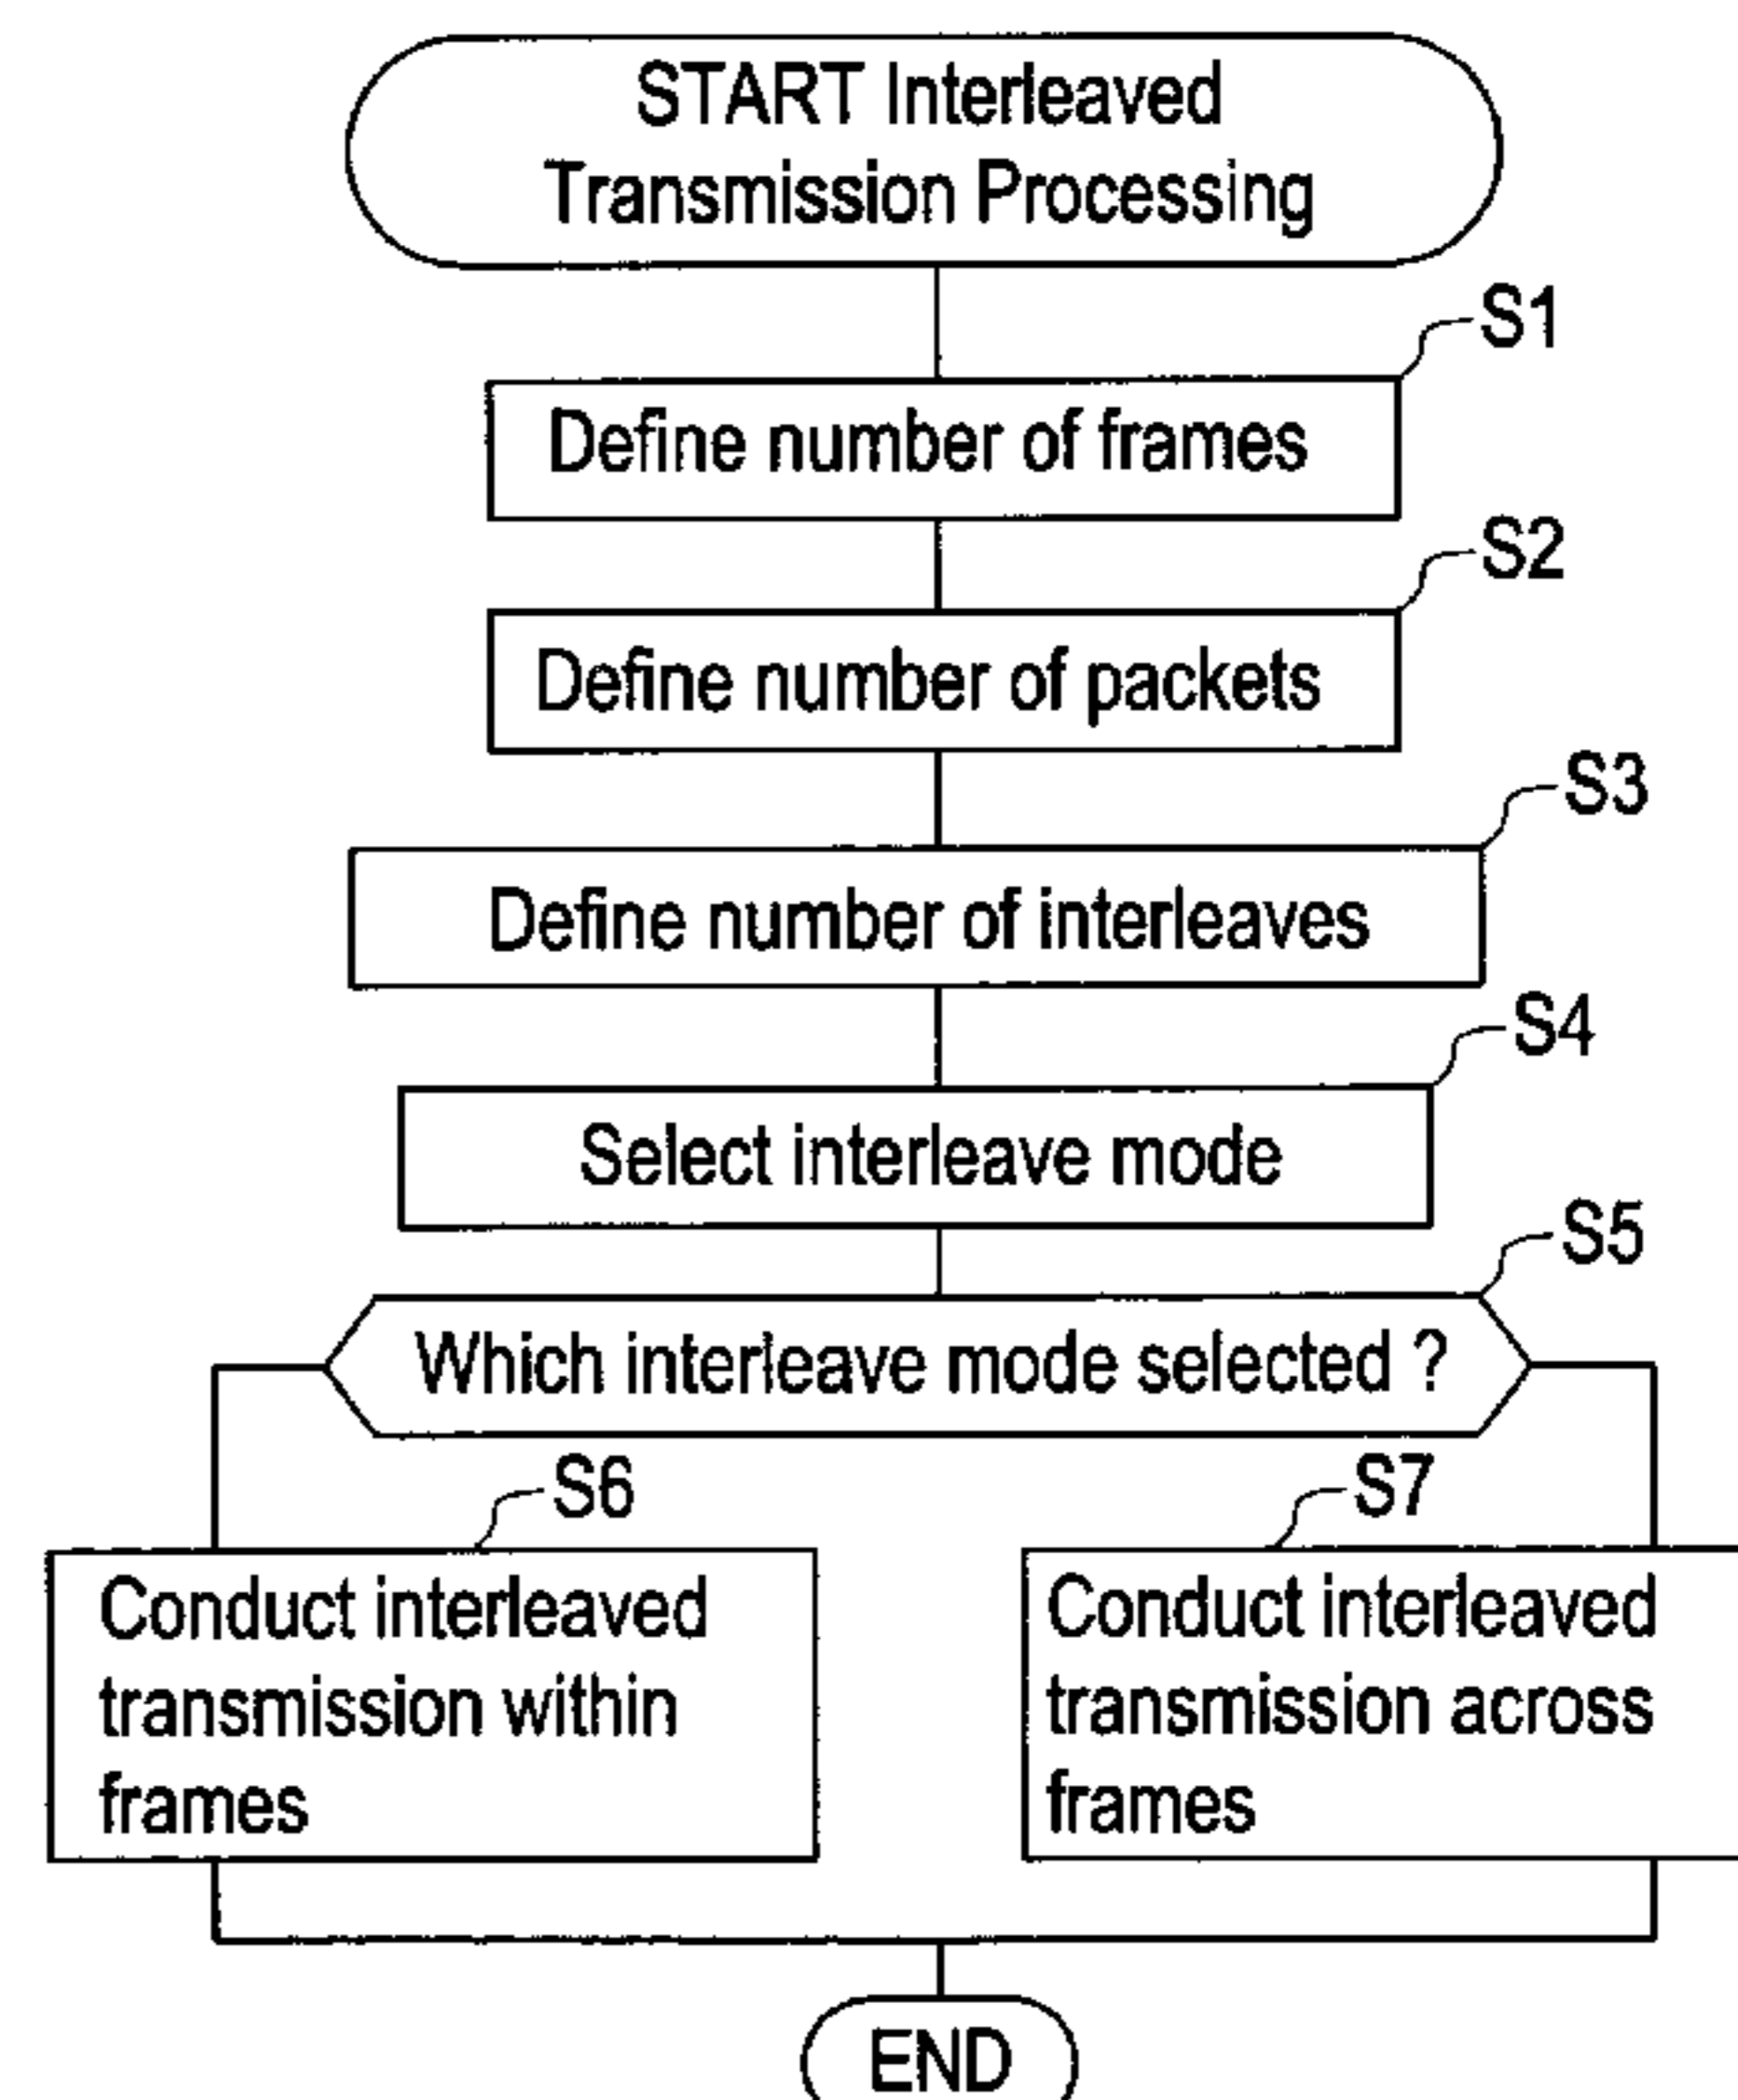 START Interleaved
Transmission Processing
S1
Define number of frames
S2
Define number of packets
S3
Define number of interleaves
S4
Select interleave mode
S5
Which interleave mode selected ?
S6
Conduct interleaved
transmission within
frames
S7
Conduct interleaved
transmission across
frames
END